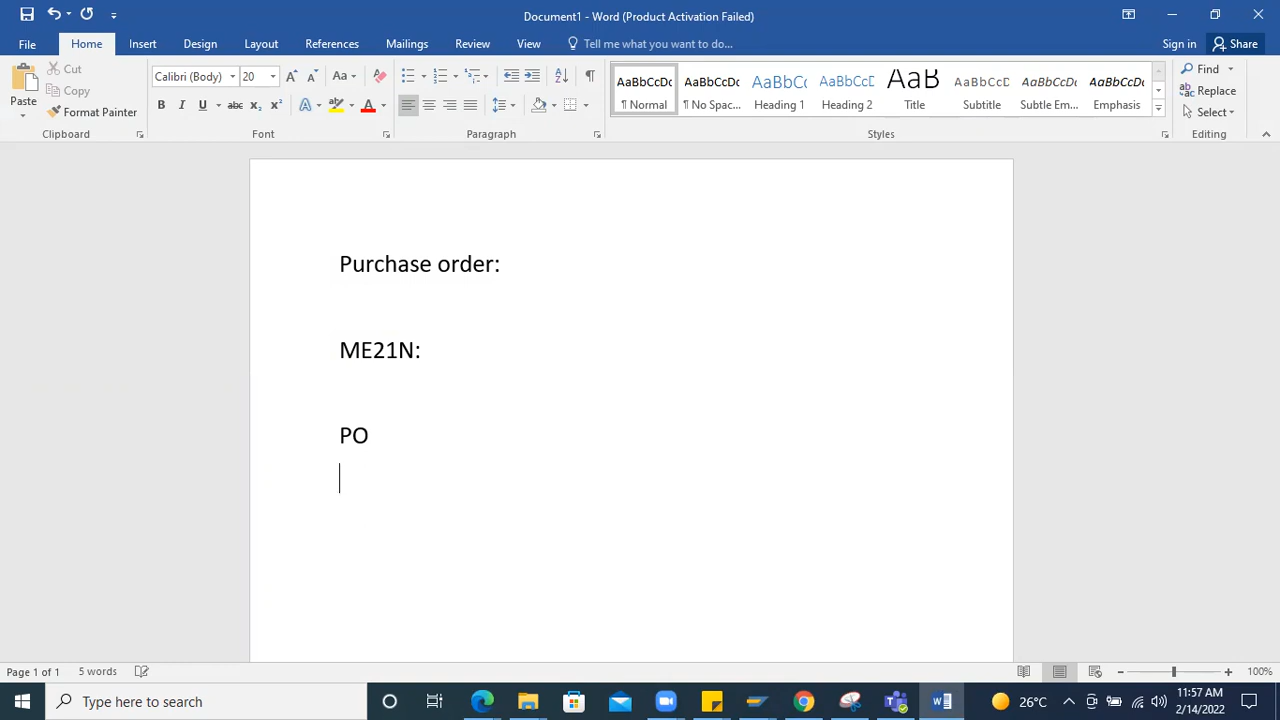 Document1 - Word (Product Activation Failed)
File Home Insert Design Layout References Mailings Review View Tell me what you want to do... Sign in Share
Paste
Cut
Copy
Format Painter
Clipboard
Calibri (Body) 20
Font
Paragraph
AaBbCcDc AaBbCcDc AaBbCc AaBbCcD AaB AaBbCcD AaBbCcDc AaBbCcDc
¶ Normal ¶ No Spac... Heading 1 Heading 2 Title Subtitle Subtle Em... Emphasis
Styles
Find
Replace
Select
Editing
Purchase order:
ME21N:
PO
Page 1 of 1 5 words 100%
Type here to search
26°C
11:57 AM
2/14/2022